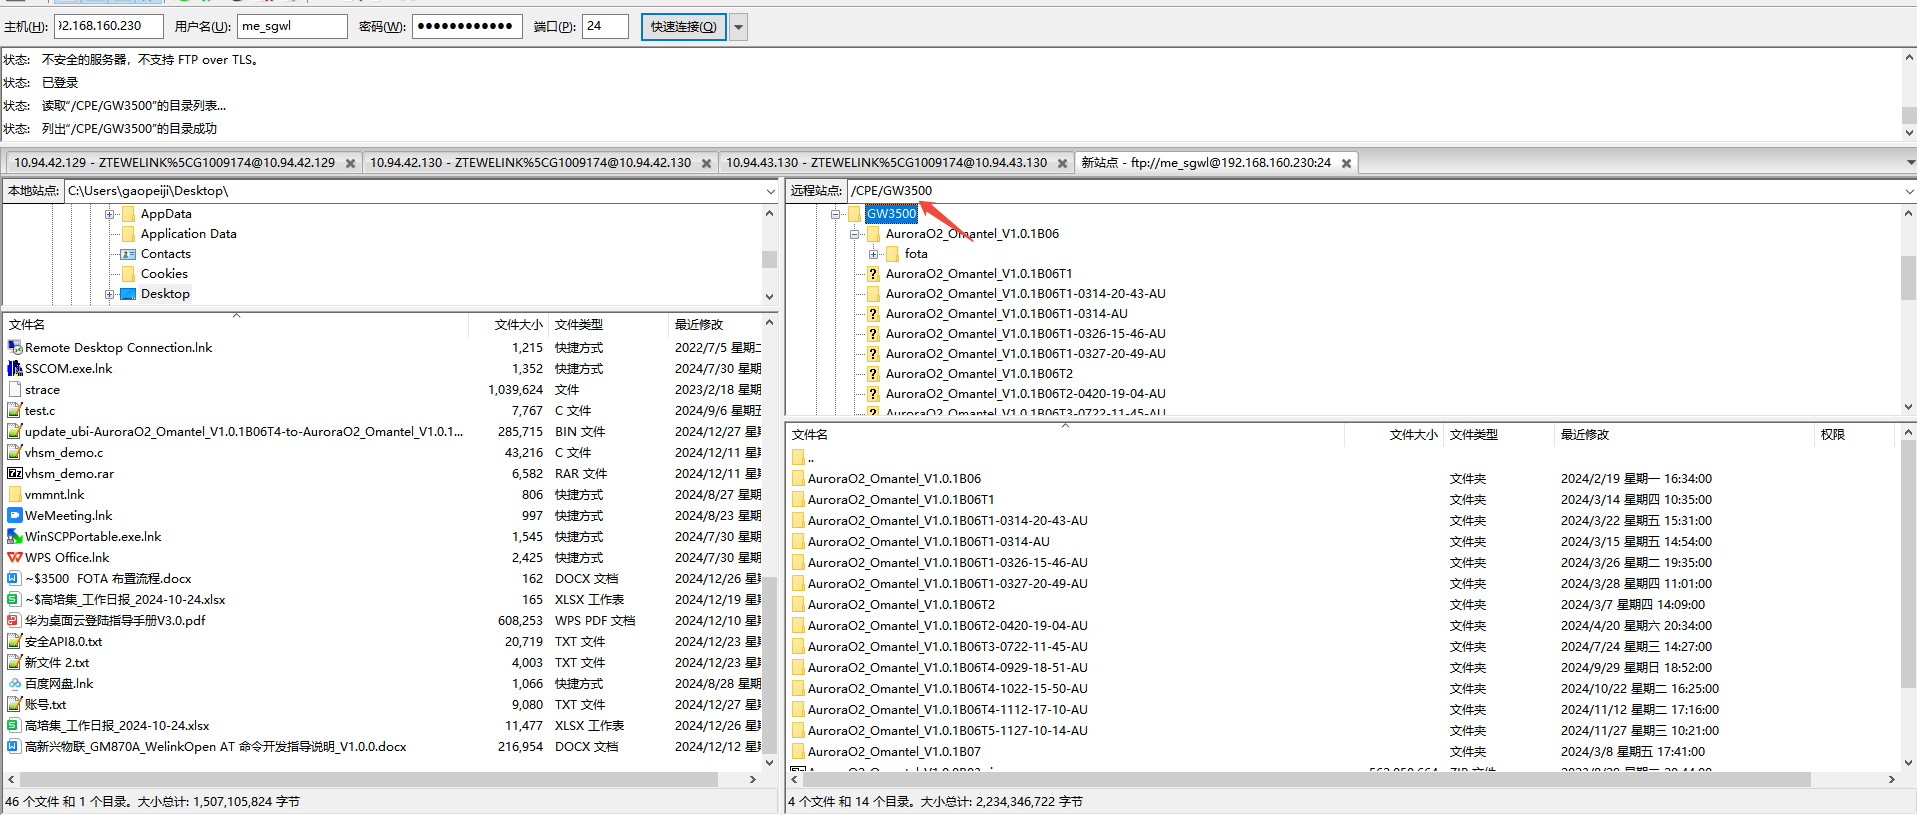 主机(H): 92.168.160.230 用户名(U): me_sgwl 密码(W): ●●●●●●●●●●●● 端口(P): 24 快速连接(Q)
状态: 不安全的服务器，不支持 FTP over TLS。
状态: 已登录
状态: 读取“/CPE/GW3500”的目录列表...
状态: 列出“/CPE/GW3500”的目录成功
10.94.42.129 - ZTEWELINK%5CG1009174@10.94.42.129 10.94.42.130 - ZTEWELINK%5CG1009174@10.94.42.130 10.94.43.130 - ZTEWELINK%5CG1009174@10.94.43.130 新站点 - ftp://me_sgwl@192.168.160.230:24
本地站点: C:\Users\gaopeiji\Desktop\
AppData
Application Data
Contacts
Cookies
Desktop
文件名 文件大小 文件类型 最近修改
Remote Desktop Connection.lnk 1,215 快捷方式 2022/7/5 星期二
SSCOM.exe.lnk 1,352 快捷方式 2024/7/30 星期
strace 1,039,624 文件 2023/2/18 星期
test.c 7,767 C 文件 2024/9/6 星期五
update_ubi-AuroraO2_Omantel_V1.0.1B06T4-to-AuroraO2_Omantel_V1.0.1... 285,715 BIN 文件 2024/12/27 星
vhsm_demo.c 43,216 C 文件 2024/12/11 星
vhsm_demo.rar 6,582 RAR 文件 2024/12/11 星
vmmnt.lnk 806 快捷方式 2024/8/27 星期
WeMeeting.lnk 997 快捷方式 2024/8/23 星期
WinSCPPortable.exe.lnk 1,545 快捷方式 2024/7/30 星期
WPS Office.lnk 2,425 快捷方式 2024/7/30 星期
~$3500 FOTA 布置流程.docx 162 DOCX 文档 2024/12/26 星
~$高培集_工作日报_2024-10-24.xlsx 165 XLSX 工作表 2024/12/19 星
华为桌面云登陆指导手册V3.0.pdf 608,253 WPS PDF 文档 2024/12/10 星
安全API8.0.txt 20,719 TXT 文件 2024/12/23 星
新文件 2.txt 4,003 TXT 文件 2024/12/23 星
百度网盘.lnk 1,066 快捷方式 2024/8/28 星期
账号.txt 9,080 TXT 文件 2024/12/27 星
高培集_工作日报_2024-10-24.xlsx 11,477 XLSX 工作表 2024/12/26 星
高新兴物联_GM870A_WelinkOpen AT 命令开发指导说明_V1.0.0.docx 216,954 DOCX 文档 2024/12/12 星
46 个文件 和 1 个目录。大小总计: 1,507,105,824 字节
远程站点: /CPE/GW3500
GW3500
AuroraO2_Omantel_V1.0.1B06
fota
AuroraO2_Omantel_V1.0.1B06T1
AuroraO2_Omantel_V1.0.1B06T1-0314-20-43-AU
AuroraO2_Omantel_V1.0.1B06T1-0314-AU
AuroraO2_Omantel_V1.0.1B06T1-0326-15-46-AU
AuroraO2_Omantel_V1.0.1B06T1-0327-20-49-AU
AuroraO2_Omantel_V1.0.1B06T2
AuroraO2_Omantel_V1.0.1B06T2-0420-19-04-AU
AuroraO2_Omantel_V1.0.1B06T3-0722-11-45-AU
文件名 文件大小 文件类型 最近修改 权限
..
AuroraO2_Omantel_V1.0.1B06 文件夹 2024/2/19 星期一 16:34:00
AuroraO2_Omantel_V1.0.1B06T1 文件夹 2024/3/14 星期四 10:35:00
AuroraO2_Omantel_V1.0.1B06T1-0314-20-43-AU 文件夹 2024/3/22 星期五 15:31:00
AuroraO2_Omantel_V1.0.1B06T1-0314-AU 文件夹 2024/3/15 星期五 14:54:00
AuroraO2_Omantel_V1.0.1B06T1-0326-15-46-AU 文件夹 2024/3/26 星期二 19:35:00
AuroraO2_Omantel_V1.0.1B06T1-0327-20-49-AU 文件夹 2024/3/28 星期四 11:01:00
AuroraO2_Omantel_V1.0.1B06T2 文件夹 2024/3/7 星期四 14:09:00
AuroraO2_Omantel_V1.0.1B06T2-0420-19-04-AU 文件夹 2024/4/20 星期六 20:34:00
AuroraO2_Omantel_V1.0.1B06T3-0722-11-45-AU 文件夹 2024/7/24 星期三 14:27:00
AuroraO2_Omantel_V1.0.1B06T4-0929-18-51-AU 文件夹 2024/9/29 星期日 18:52:00
AuroraO2_Omantel_V1.0.1B06T4-1022-15-50-AU 文件夹 2024/10/22 星期二 16:25:00
AuroraO2_Omantel_V1.0.1B06T4-1112-17-10-AU 文件夹 2024/11/12 星期二 17:16:00
AuroraO2_Omantel_V1.0.1B06T5-1127-10-14-AU 文件夹 2024/11/27 星期三 10:21:00
AuroraO2_Omantel_V1.0.1B07 文件夹 2024/3/8 星期五 17:41:00
4 个文件 和 14 个目录。大小总计: 2,234,346,722 字节